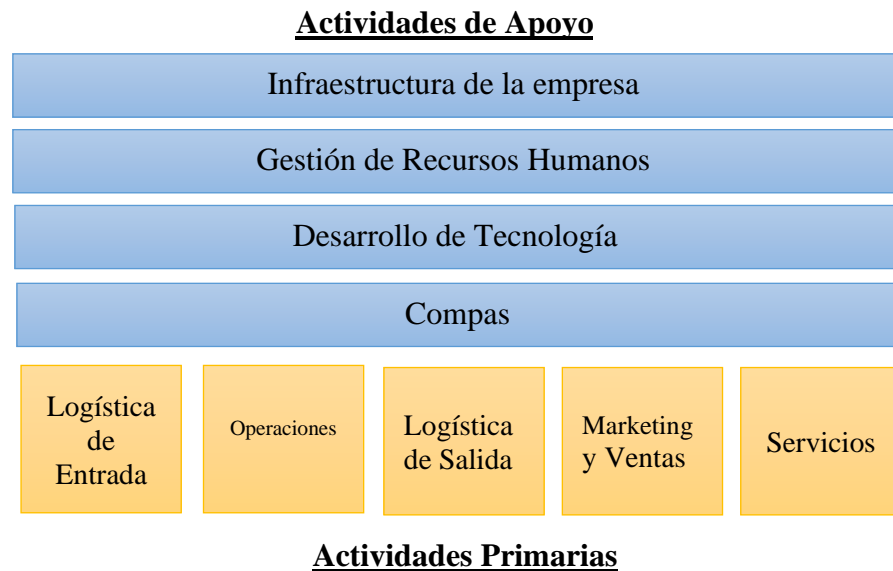 Actividades de Apoyo
Infraestructura de la empresa
Gestión de Recursos Humanos
Desarrollo de Tecnología
Compas
Logística
de
Entrada
Operaciones
Logística
de Salida
Marketing
y Ventas
Servicios
Actividades Primarias